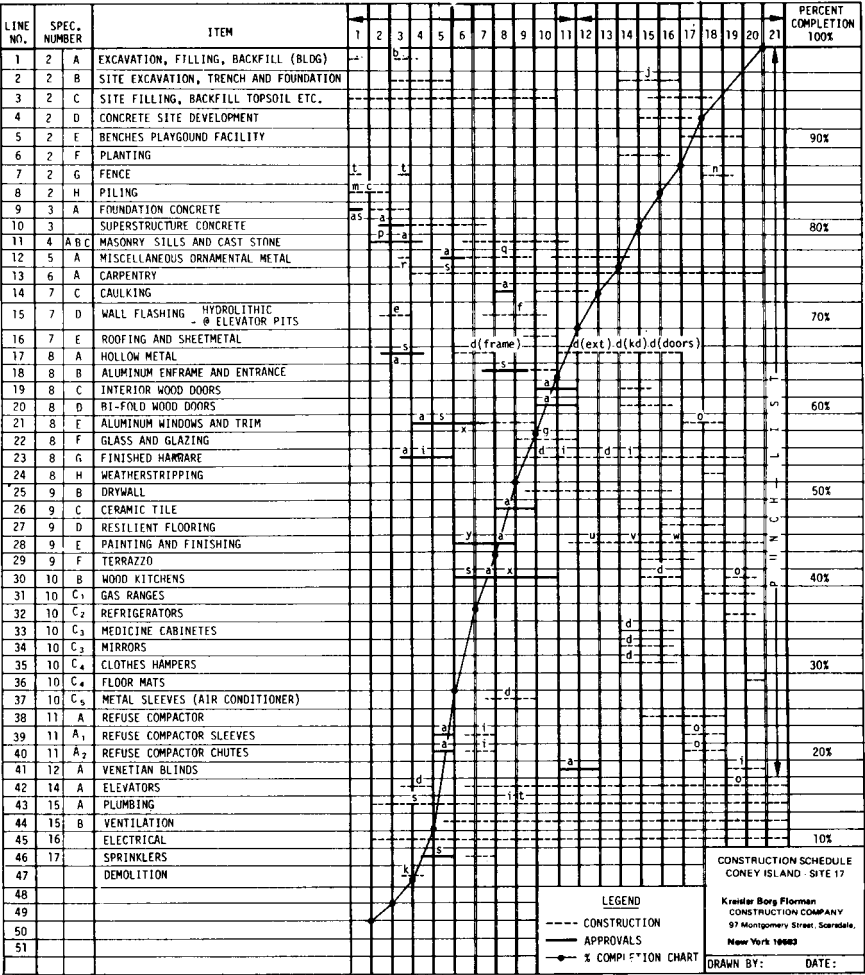 LINE NO. SPEC. NUMBER ITEM 1 2 3 4 5 6 7 8 9 10 11 12 13 14 15 16 17 18 19 20 21 PERCENT COMPLETION 100%
1 2 A EXCAVATION, FILLING, BACKFILL (BLDG) b
2 2 B SITE EXCAVATION, TRENCH AND FOUNDATION j
3 2 C SITE FILLING, BACKFILL TOPSOIL ETC.
4 2 D CONCRETE SITE DEVELOPMENT
5 2 E BENCHES PLAYGOUND FACILITY 90%
6 2 F PLANTING
7 2 G FENCE t t n
8 2 H PILING m c
9 3 A FOUNDATION CONCRETE as
10 3 SUPERSTRUCTURE CONCRETE a 80%
11 4 A B C MASONRY SILLS AND CAST STONE p a
12 5 A MISCELLANEOUS ORNAMENTAL METAL a q
13 6 A CARPENTRY r s
14 7 C CAULKING a
15 7 D WALL FLASHING HYDROLITHIC - @ ELEVATOR PITS e f 70%
16 7 E ROOFING AND SHEETMETAL s d(frame) d(ext) d(kd) d(doors)
17 8 A HOLLOW METAL a
18 8 B ALUMINUM ENFRAME AND ENTRANCE s
19 8 C INTERIOR WOOD DOORS a
20 8 D BI-FOLD WOOD DOORS a 60%
21 8 E ALUMINUM WINDOWS AND TRIM a s x o
22 8 F GLASS AND GLAZING g
23 8 G FINISHED HARRARE a i d i d i
24 8 H WEATHERSTRIPPING
25 9 B DRYWALL 50%
26 9 C CERAMIC TILE a
27 9 D RESILIENT FLOORING
28 9 E PAINTING AND FINISHING y a u v w
29 9 F TERRAZZO
30 10 B WOOD KITCHENS s a x d o 40%
31 10 C₁ GAS RANGES
32 10 C₂ REFRIGERATORS
33 10 C₃ MEDICINE CABINETES d
34 10 C₃ MIRRORS d
35 10 C₄ CLOTHES HAMPERS d 30%
36 10 C₄ FLOOR MATS
37 10 C₅ METAL SLEEVES (AIR CONDITIONER) d
38 11 A REFUSE COMPACTOR
39 11 A₁ REFUSE COMPACTOR SLEEVES a i o
40 11 A₂ REFUSE COMPACTOR CHUTES a i o 20%
41 12 A VENETIAN BLINDS a i
42 14 A ELEVATORS d o
43 15 A PLUMBING s i t
44 15 B VENTILATION
45 16 ELECTRICAL 10%
46 17 SPRINKLERS s
47 DEMOLITION k
48
49
50
51
PUNCH-LIST
LEGEND
CONSTRUCTION
APPROVALS
% COMPLETION CHART
CONSTRUCTION SCHEDULE
CONEY ISLAND - SITE 17
Kreisler Borg Florman
CONSTRUCTION COMPANY
97 Montgomery Street, Scarsdale,
New York 10583
DRAWN BY: DATE: